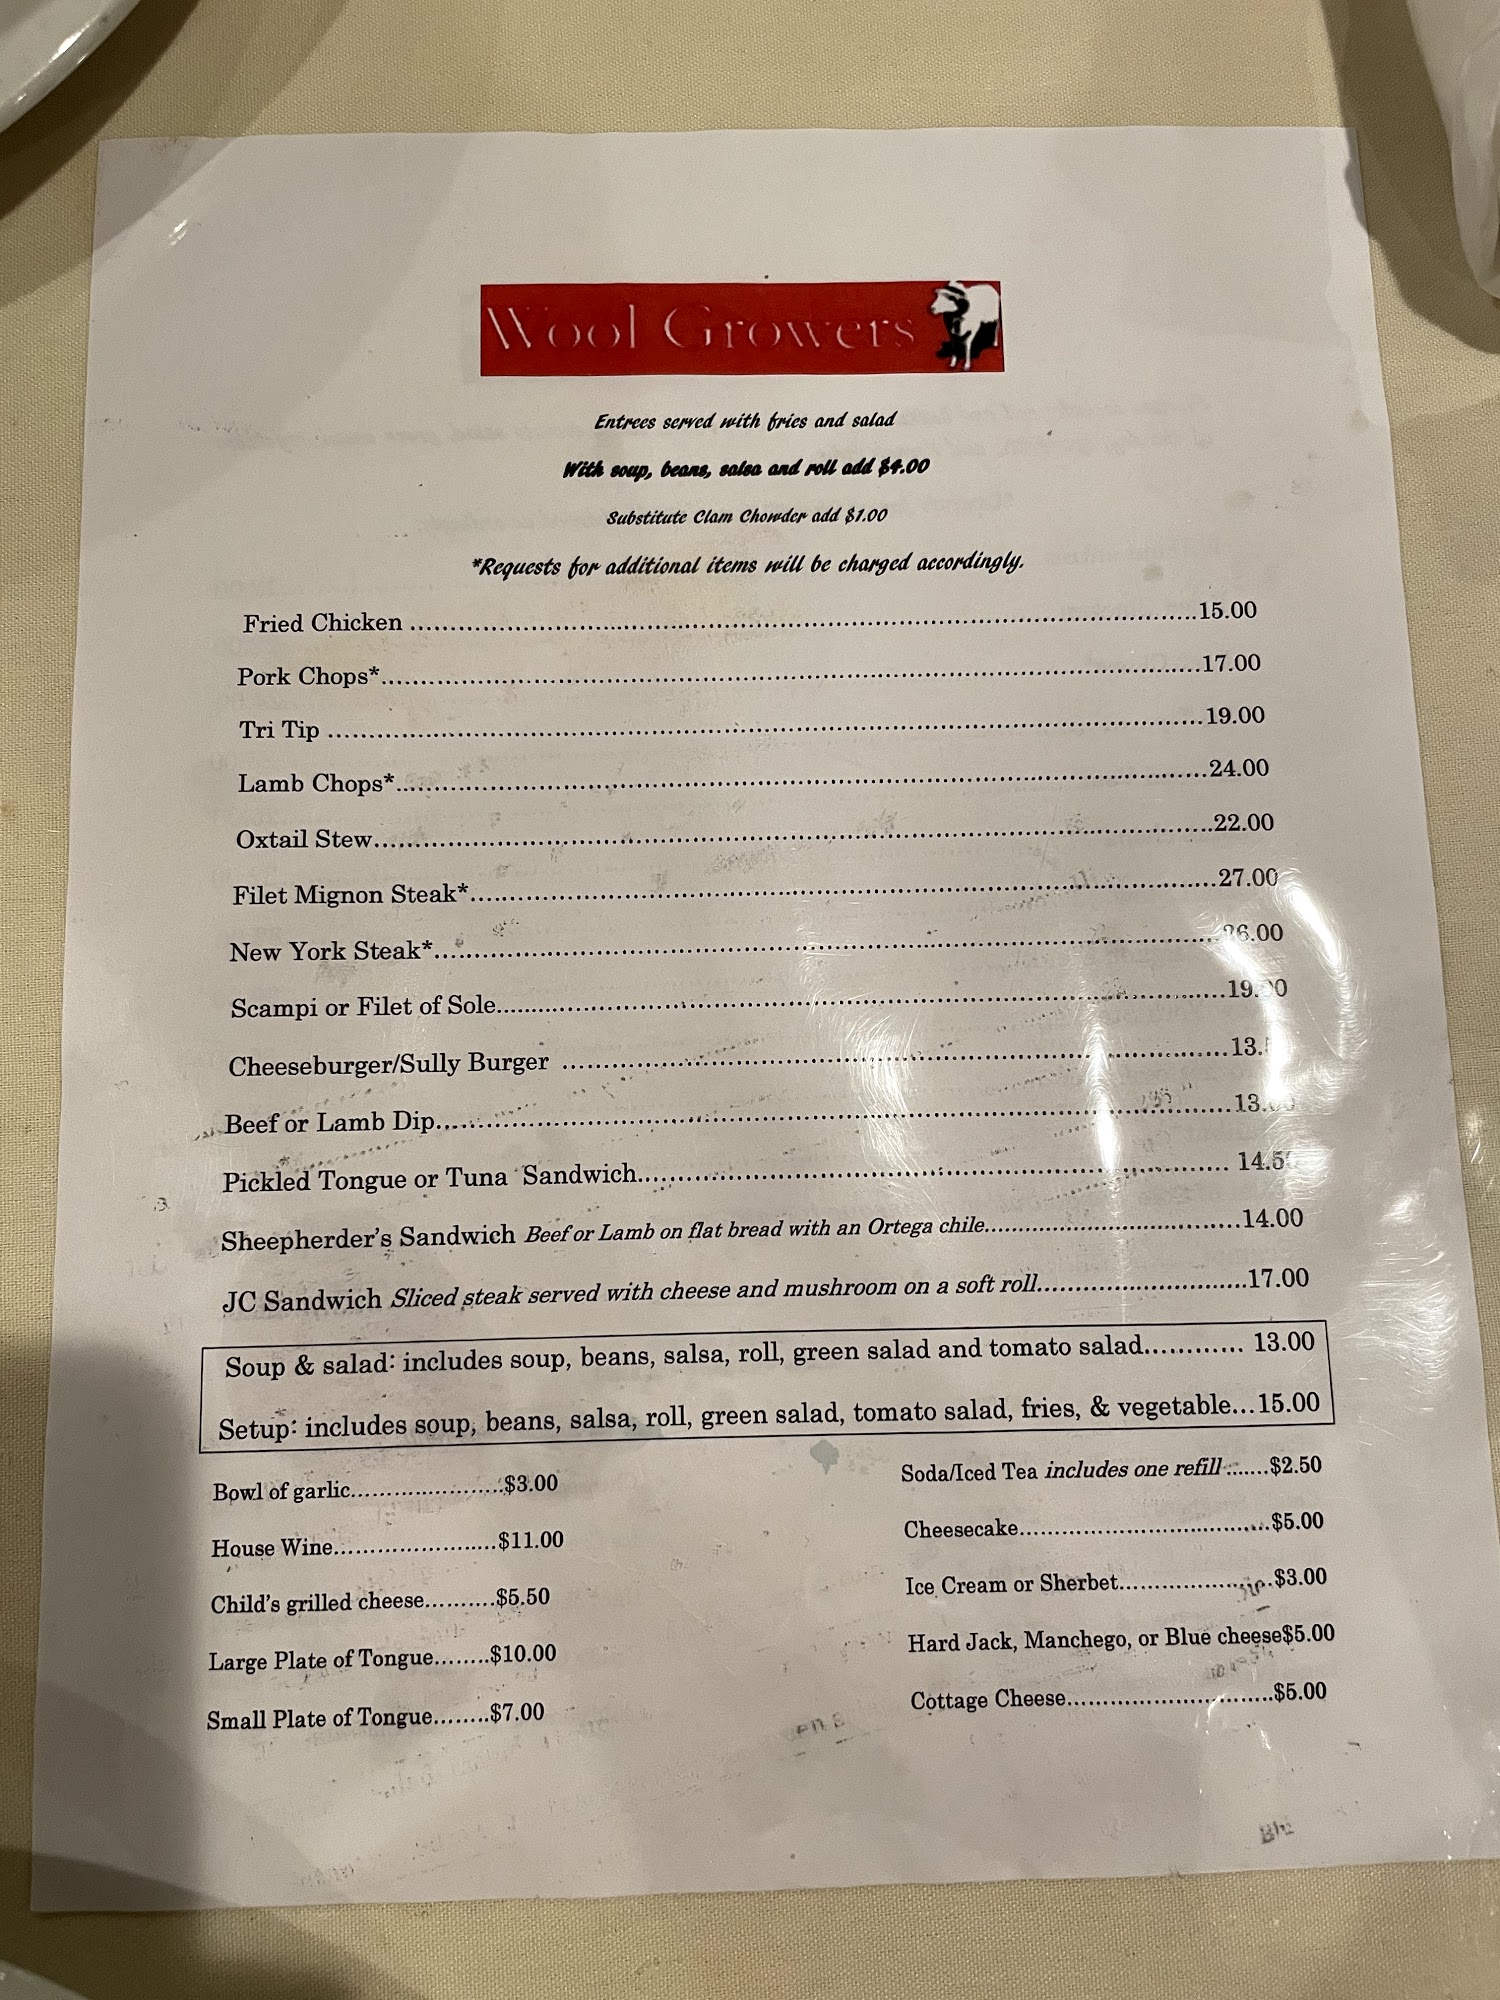 Wool Growers
Entrees served with fries and salad
With soup, beans, salsa and roll add $4.00
Substitute Clam Chowder add $1.00
*Requests for additional items will be charged accordingly.
Fried Chicken ..........15.00
Pork Chops*..........17.00
Tri Tip ..........19.00
Lamb Chops*..........24.00
Oxtail Stew..........22.00
Filet Mignon Steak*..........27.00
New York Steak*..........26.00
Scampi or Filet of Sole..........19.00
Cheeseburger/Sully Burger ..........
Beef or Lamb Dip..........
Pickled Tongue or Tuna Sandwich.......... 14.50
Sheepherder's Sandwich Beef or Lamb on flat bread with an Ortega chile..........14.00
JC Sandwich Sliced steak served with cheese and mushroom on a soft roll..........17.00
Soup & salad: includes soup, beans, salsa, roll, green salad and tomato salad............ 13.00
Setup: includes soup, beans, salsa, roll, green salad, tomato salad, fries, & vegetable...15.00
Bowl of garlic..........$3.00
House Wine..........$11.00
Child's grilled cheese..........$5.50
Large Plate of Tongue........$10.00
Small Plate of Tongue........$7.00
Soda/Iced Tea includes one refill.......$2.50
Cheesecake..........$5.00
Ice Cream or Sherbet..........$3.00
Hard Jack, Manchego, or Blue cheese$5.00
Cottage Cheese..........$5.00